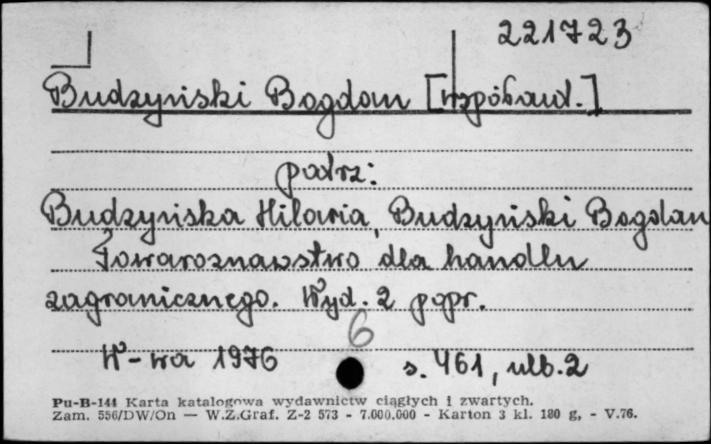 221723
Budzyński Bogdan [współaut.]
patrz:
Budzyńska Hilaria, Budzyński Bogdan
Towaroznawstwo dla handlu
zagranicznego. Wyd. 2 popr.
6
W-wa 1976 s. 461, nlb. 2
Pu-B-144 Karta katalogowa wydawnictw ciągłych i zwartych.
Zam. 556/DW/On — W.Z.Graf. Z-2 573 - 7.000.000 - Karton 3 kl. 180 g, - V.76.